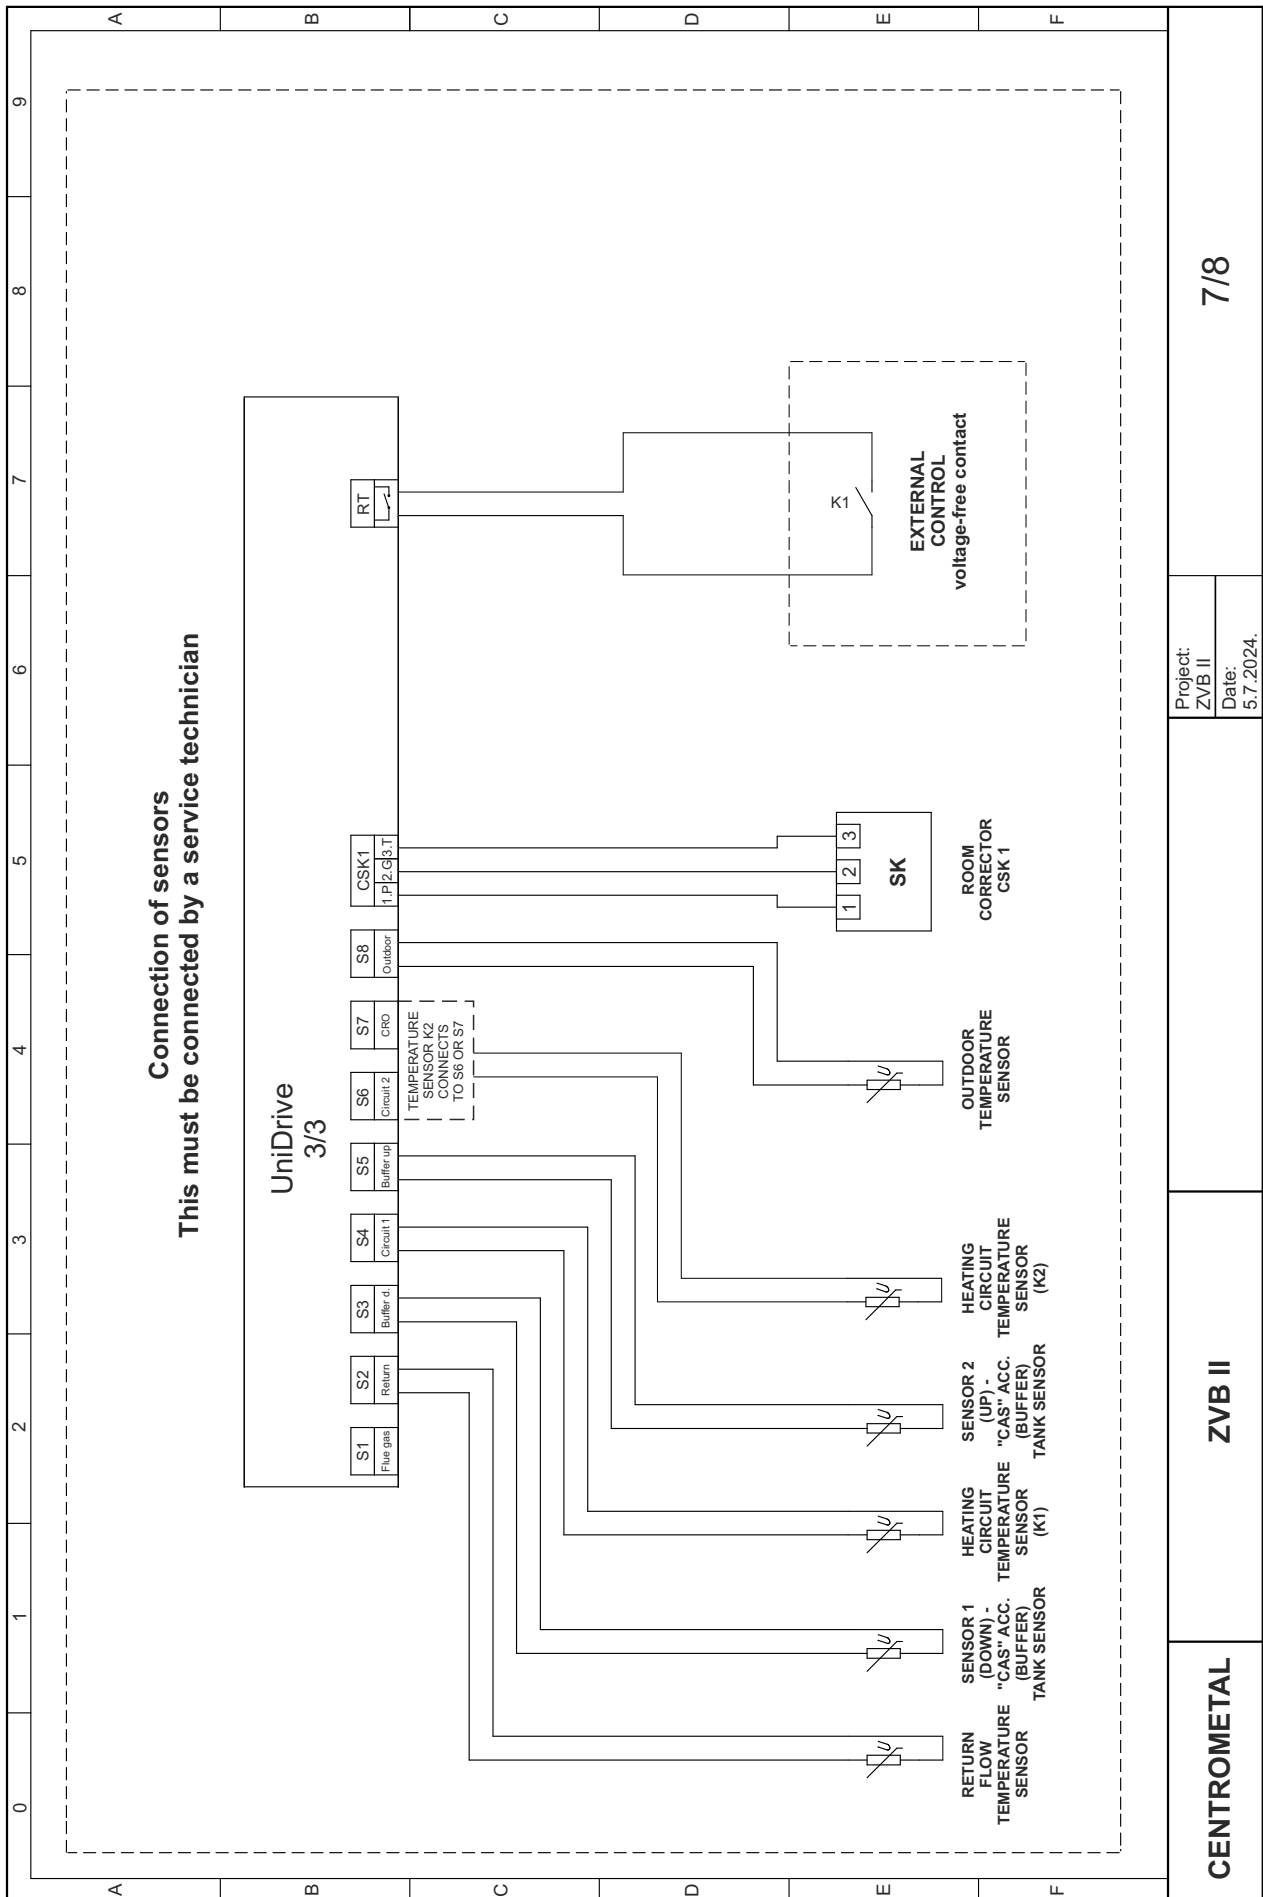 0 1 2 3 4 5 6 7 8 9
A
B
C
D
E
F
A
B
C
D
E
F
Connection of sensors
This must be connected by a service technician
UniDrive
3/3
S1
Flue gas
S2
Return
S3
Buffer d.
S4
Circuit 1
S5
Buffer up
S6
Circuit 2
S7
CRO
S8
Outdoor
CSK1
1.P 2.G 3.T
RT
TEMPERATURE
SENSOR K2
CONNECTS
TO S6 OR S7
K1
EXTERNAL
CONTROL
voltage-free contact
1 2 3
SK
U
U
U
U
U
U
RETURN
FLOW
TEMPERATURE
SENSOR
SENSOR 1
(DOWN) -
"CAS" ACC.
(BUFFER)
TANK SENSOR
HEATING
CIRCUIT
TEMPERATURE
SENSOR
(K1)
SENSOR 2
(UP) -
"CAS" ACC.
(BUFFER)
TANK SENSOR
HEATING
CIRCUIT
TEMPERATURE
SENSOR
(K2)
OUTDOOR
TEMPERATURE
SENSOR
ROOM
CORRECTOR
CSK 1
CENTROMETAL
ZVB II
Project:
ZVB II
Date:
5.7.2024.
7/8